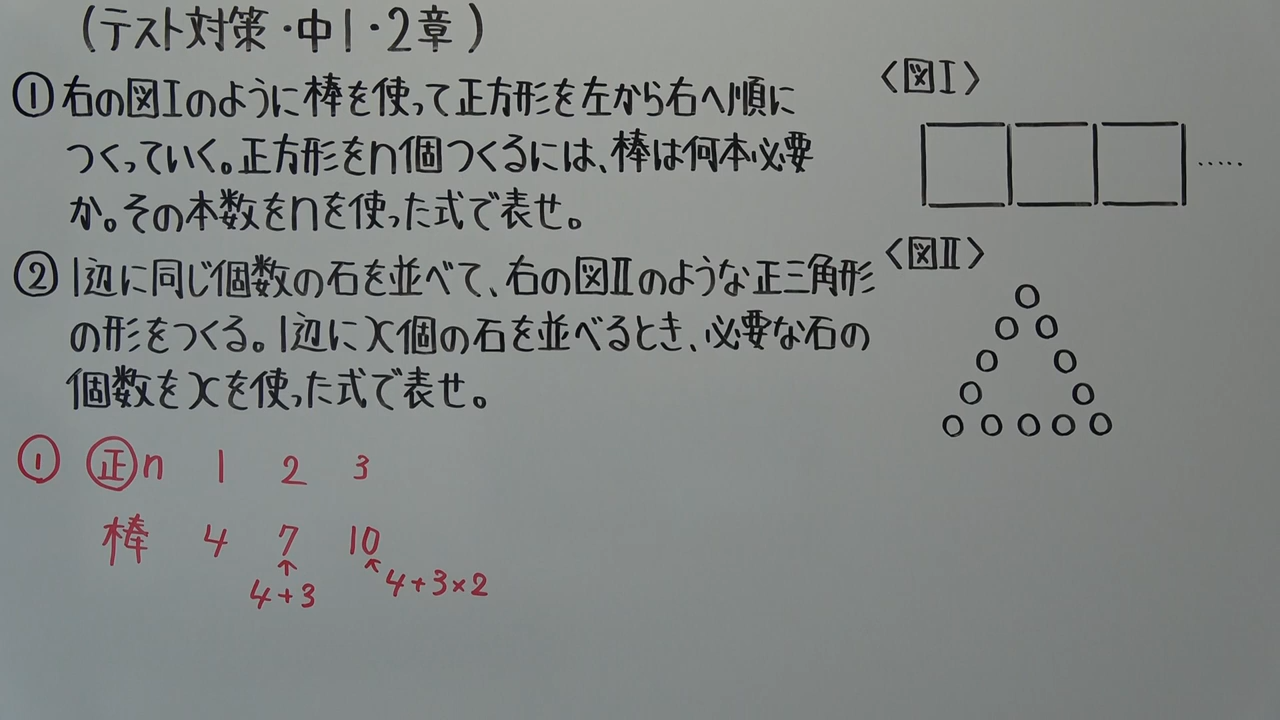 (テスト対策・中1・2章)
①右の図Iのように棒を使って正方形を左から右へ順に
つくっていく。正方形をn個つくるには、棒は何本必要
か。その本数をnを使った式で表せ。
②1辺に同じ個数の石を並べて、右の図IIのような正三角形
の形をつくる。1辺にx個の石を並べるとき、必要な石の
個数をxを使った式で表せ。
〈図I〉
……
〈図II〉
① 正 n 1 2 3
棒 4 7 10
↑ ↖
4+3 4+3×2